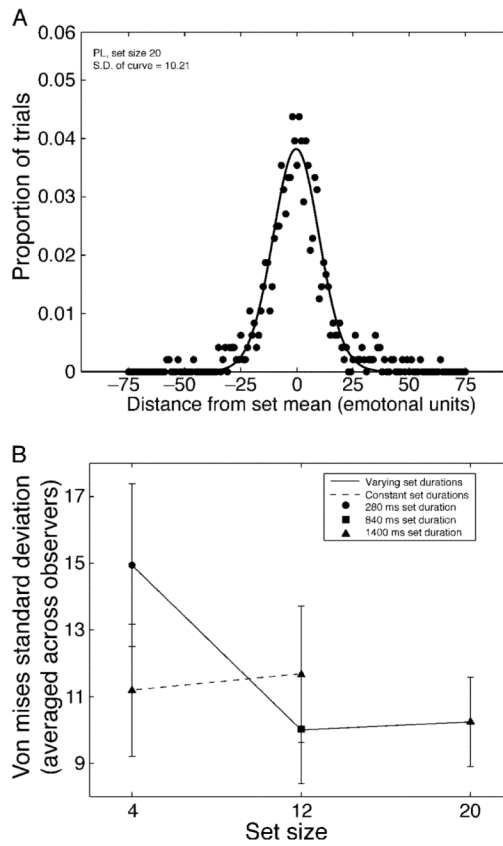 A
PL, set size 20
S.D. of curve = 10.21
Proportion of trials
0.06
0.05
0.04
0.03
0.02
0.01
0
−75
−50
−25
0
25
50
75
Distance from set mean (emotonal units)
B
Von mises standard deviation
(averaged across observers)
17
15
13
11
9
Varying set durations
Constant set durations
280 ms set duration
840 ms set duration
1400 ms set duration
4
12
20
Set size